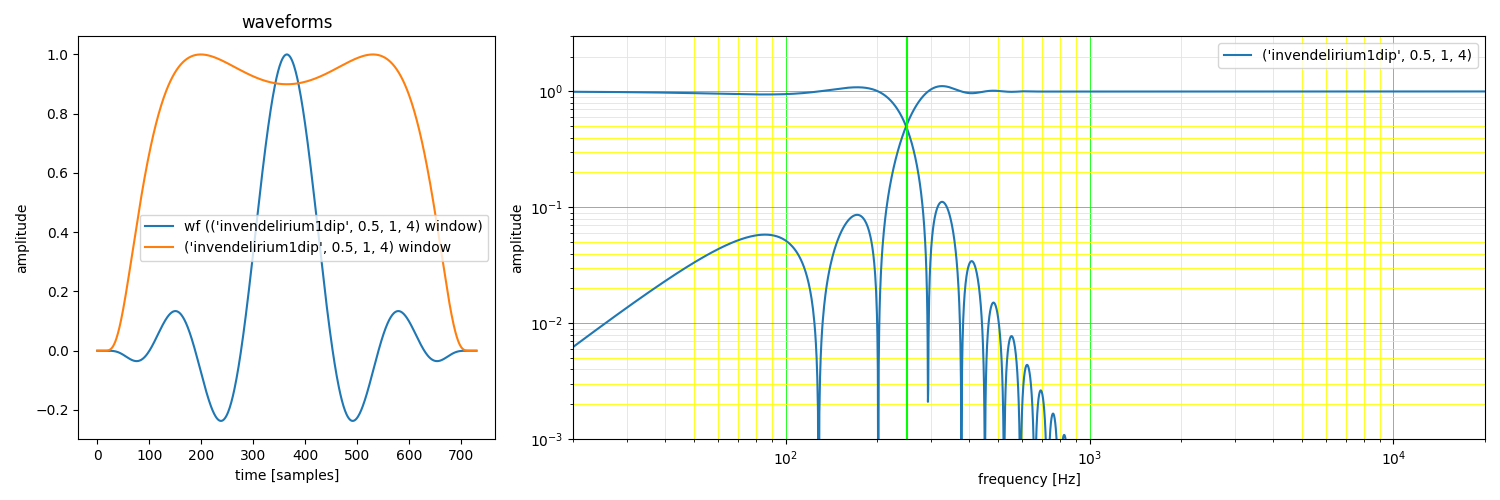 waveforms
amplitude
1.0
0.8
0.6
0.4
0.2
0.0
−0.2
wf (('invendelirium1dip', 0.5, 1, 4) window)
('invendelirium1dip', 0.5, 1, 4) window
0 100 200 300 400 500 600 700
time [samples]
amplitude
10⁰
10⁻¹
10⁻²
10⁻³
('invendelirium1dip', 0.5, 1, 4)
10² 10³ 10⁴
frequency [Hz]